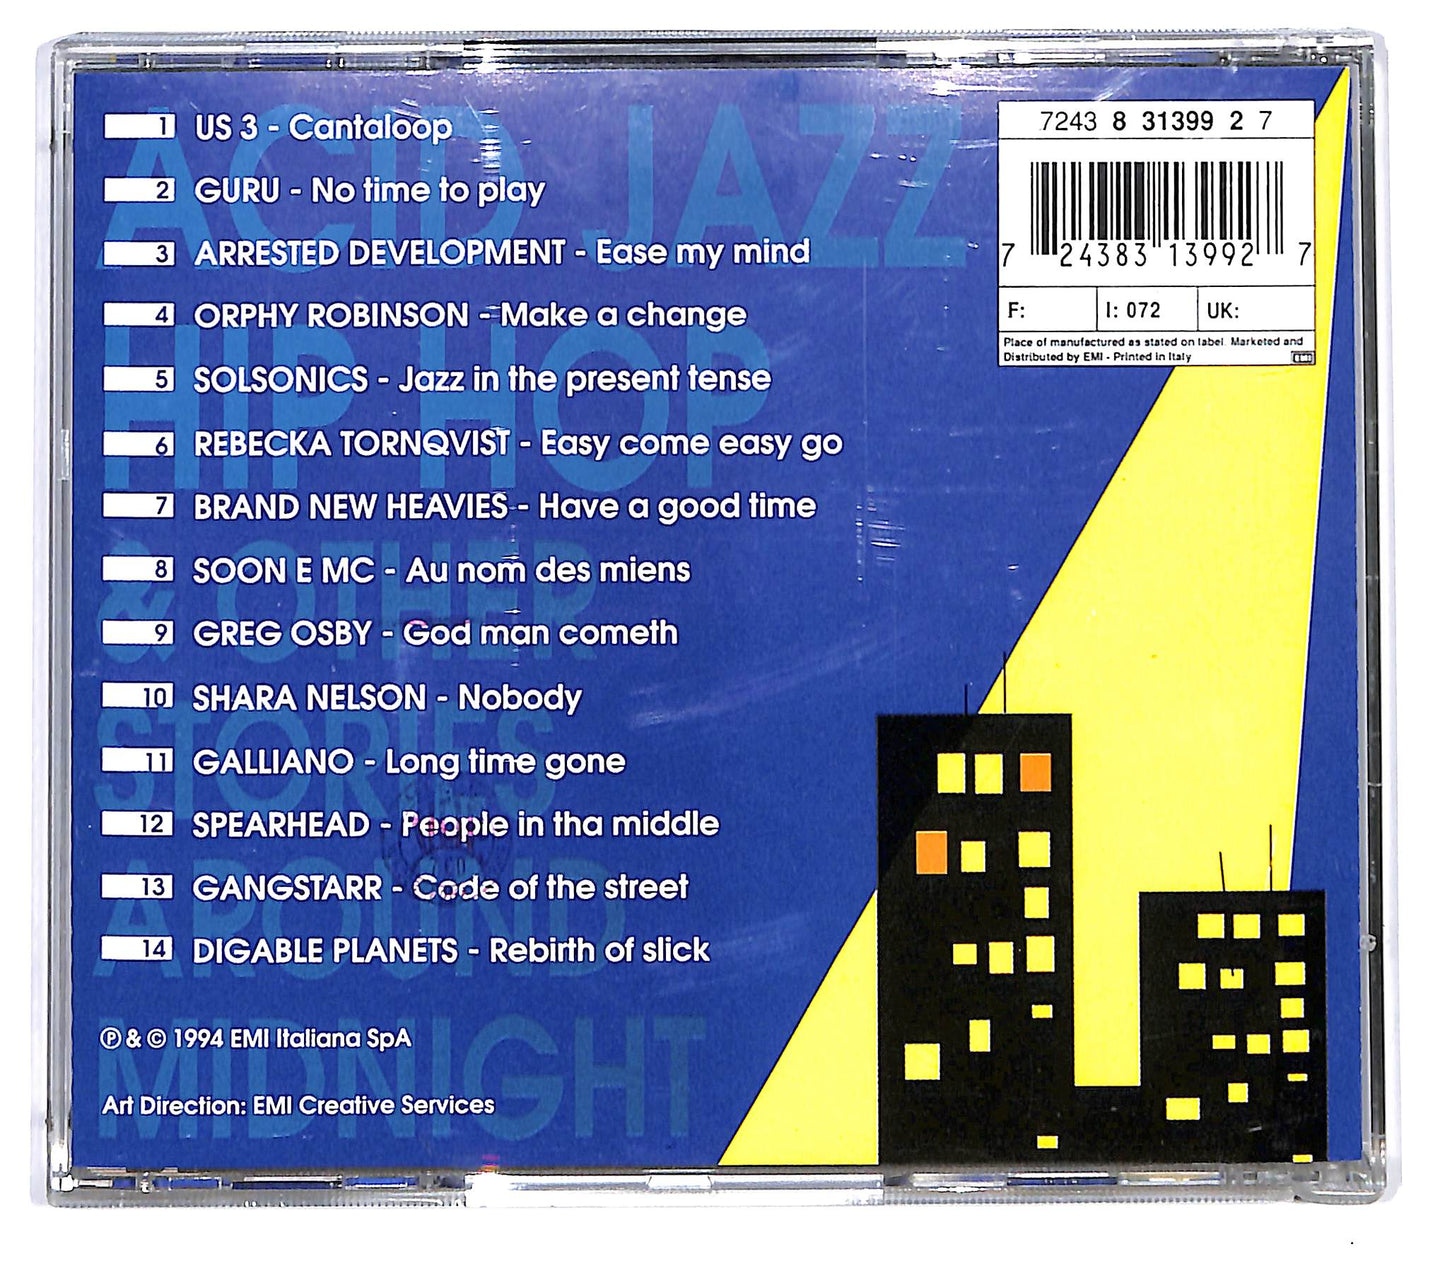 ACID JAZZ
HIP HOP
& OTHER
STORIES
AROUND
MIDNIGHT
1 US 3 - Cantaloop
2 GURU - No time to play
3 ARRESTED DEVELOPMENT - Ease my mind
4 ORPHY ROBINSON - Make a change
5 SOLSONICS - Jazz in the present tense
6 REBECKA TORNQVIST - Easy come easy go
7 BRAND NEW HEAVIES - Have a good time
8 SOON E MC - Au nom des miens
9 GREG OSBY - God man cometh
10 SHARA NELSON - Nobody
11 GALLIANO - Long time gone
12 SPEARHEAD - People in tha middle
13 GANGSTARR - Code of the street
14 DIGABLE PLANETS - Rebirth of slick
℗ & © 1994 EMI Italiana SpA
Art Direction: EMI Creative Services
7243 8 31399 2 7
7 24383 13992 7
F: I: 072 UK:
Place of manufactured as stated on label. Marketed and
Distributed by EMI - Printed in Italy EMI